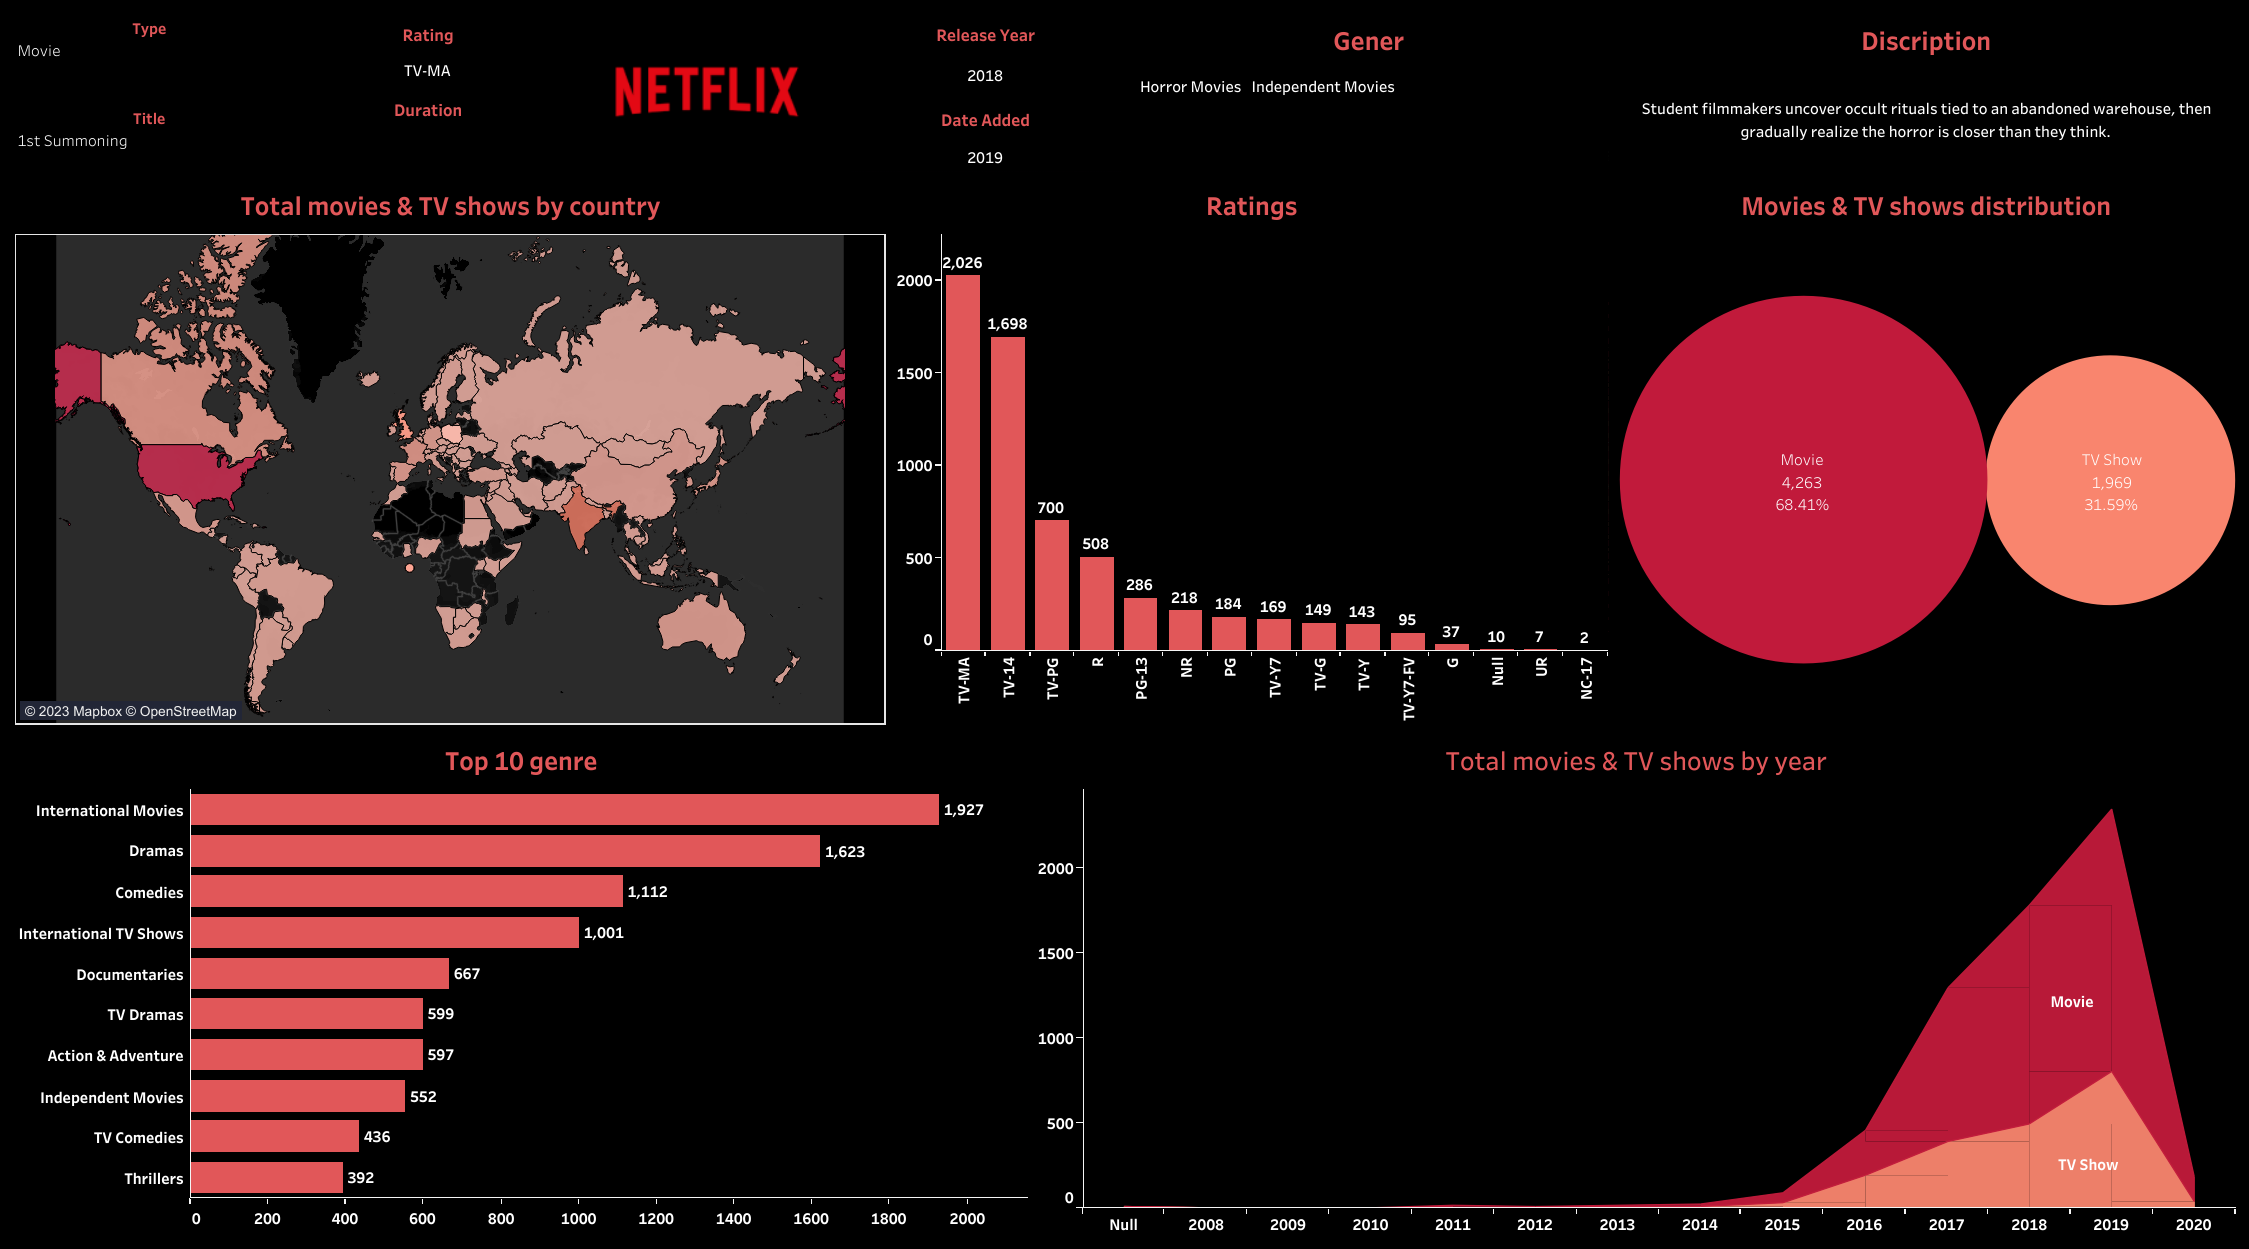 Type
Movie
Title
1st Summoning
Rating
TV-MA
Duration
NETFLIX
Release Year
2018
Date Added
2019
Gener
Horror Movies Independent Movies
Discription
Student filmmakers uncover occult rituals tied to an abandoned warehouse, then
gradually realize the horror is closer than they think.
Total movies & TV shows by country
© 2023 Mapbox © OpenStreetMap
Ratings
2000
1500
1000
500
0
2,026
1,698
700
508
286
218
184
169
149
143
95
37
10
7
2
TV-MA
TV-14
TV-PG
R
PG-13
NR
PG
TV-Y7
TV-G
TV-Y
TV-Y7-FV
G
Null
UR
NC-17
Movies & TV shows distribution
Movie
4,263
68.41%
TV Show
1,969
31.59%
Top 10 genre
International Movies 1,927
Dramas 1,623
Comedies 1,112
International TV Shows 1,001
Documentaries 667
TV Dramas 599
Action & Adventure 597
Independent Movies 552
TV Comedies 436
Thrillers 392
0 200 400 600 800 1000 1200 1400 1600 1800 2000
Total movies & TV shows by year
2000
1500
1000
500
0
Movie
TV Show
Null 2008 2009 2010 2011 2012 2013 2014 2015 2016 2017 2018 2019 2020